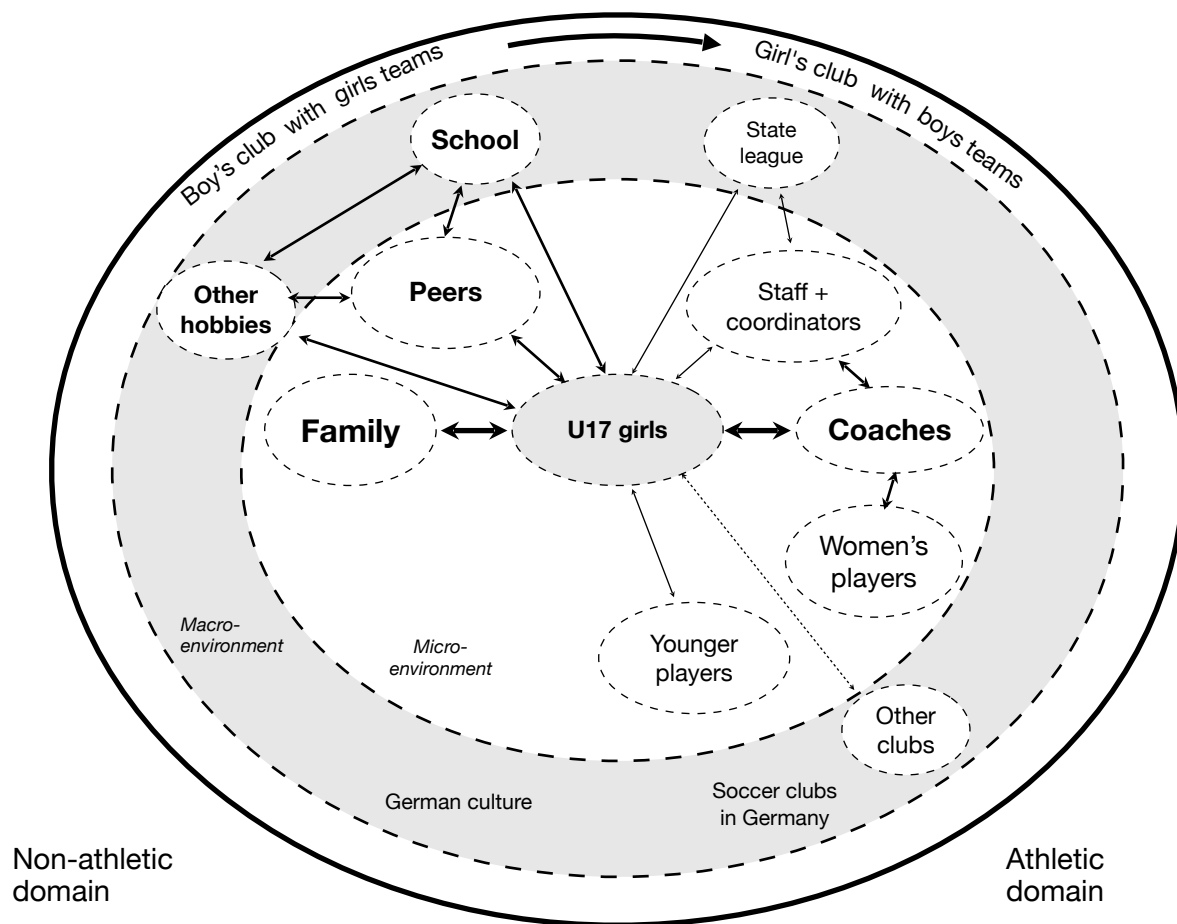 Boy's club with girls teams
Girl's club with boys teams
School
State
league
Other
hobbies
Peers
Staff +
coordinators
Family
U17 girls
Coaches
Women's
players
Macro-
environment
Micro-
environment
Younger
players
Other
clubs
German culture
Soccer clubs
in Germany
Non-athletic
domain
Athletic
domain